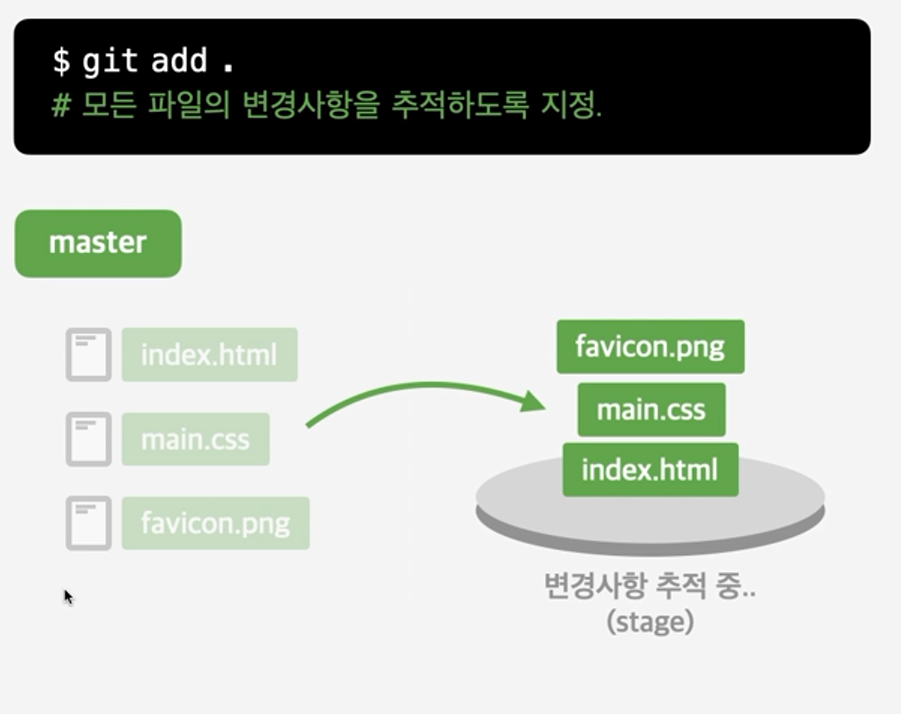 $ git add .
# 모든 파일의 변경사항을 추적하도록 지정.
master
index.html
main.css
favicon.png
favicon.png
main.css
index.html
변경사항 추적 중..
(stage)